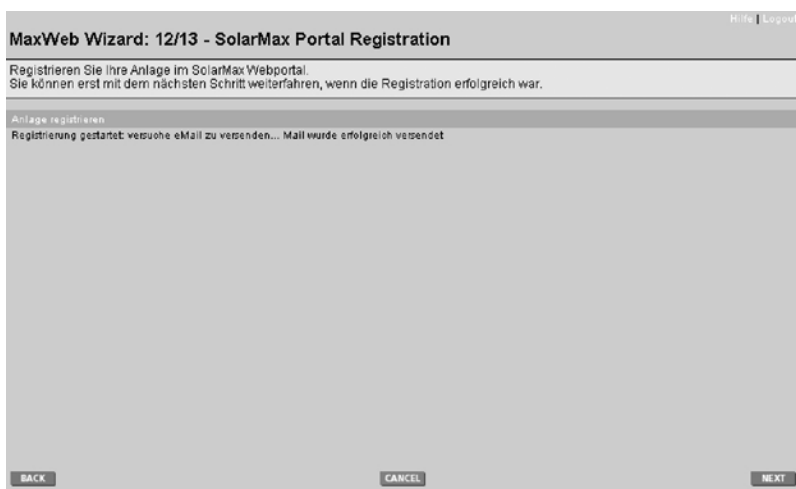 Hilfe | Logout
MaxWeb Wizard: 12/13 - SolarMax Portal Registration
Registrieren Sie Ihre Anlage im SolarMax Webportal.
Sie können erst mit dem nächsten Schritt weiterfahren, wenn die Registration erfolgreich war.
Anlage registrieren
Registrierung gestartet: versuche eMail zu versenden... Mail wurde erfolgreich versendet
BACK CANCEL NEXT